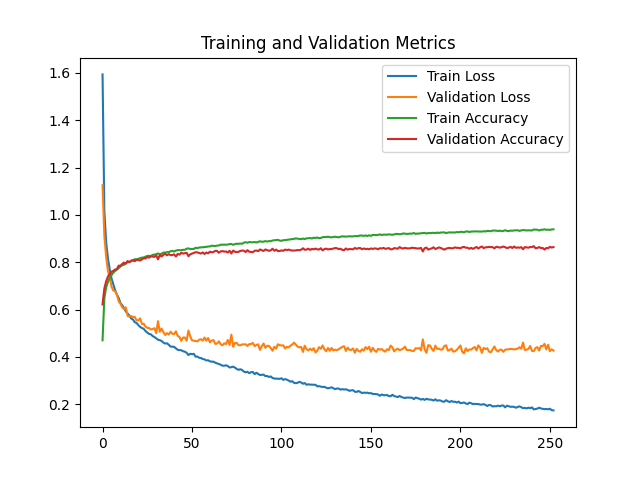 Training and Validation Metrics
Train Loss
Validation Loss
Train Accuracy
Validation Accuracy
1.6
1.4
1.2
1.0
0.8
0.6
0.4
0.2
0 50 100 150 200 250